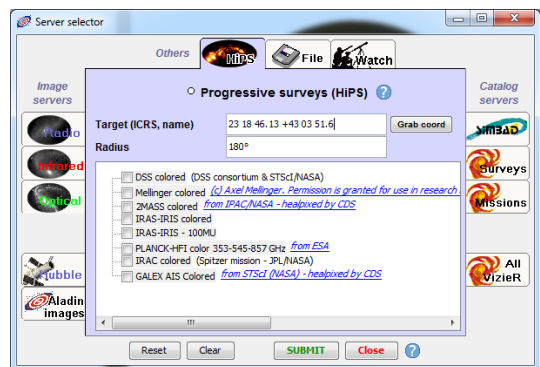 Server selector
Others HiPS File Watch
Image servers
Catalog servers
Progressive surveys (HiPS) ?
Radio
Infrared
Optical
Hubble
Aladin images
Target (ICRS, name) 23 18 46.13 +43 03 51.6 Grab coord
Radius 180°
DSS colored (DSS consortium & STScI/NASA)
Mellinger colored (c) Axel Mellinger. Permission is granted for use in research
2MASS colored from IPAC/NASA - healpixed by CDS
IRAS-IRIS colored
IRAS-IRIS - 100MU
PLANCK-HFI color 353-545-857 GHz from ESA
IRAC colored (Spitzer mission - JPL/NASA)
GALEX AIS Colored from STScI (NASA) - healpixed by CDS
SIMBAD
Surveys
Missions
All VizieR
Reset Clear SUBMIT Close ?